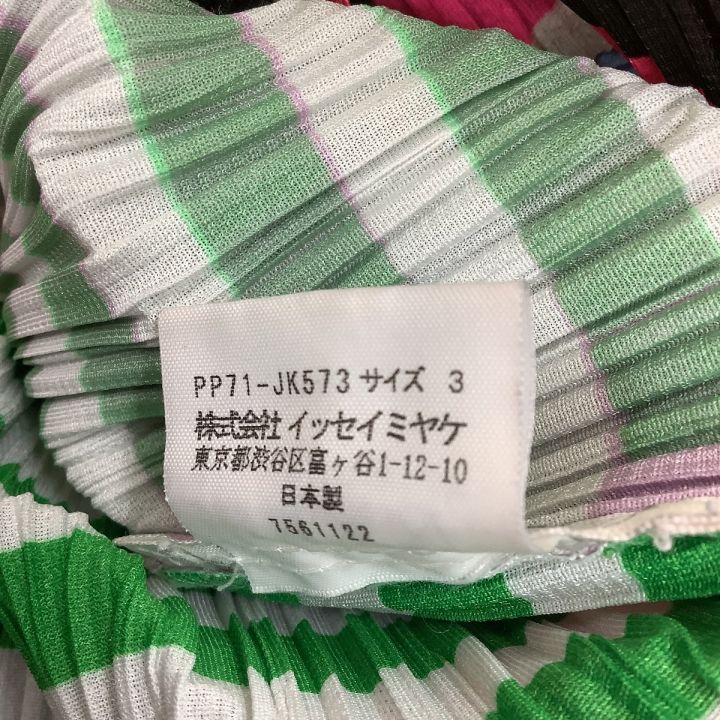 PP71-JK573 サイズ 3
株式会社 イッセイミヤケ
東京都渋谷区富ヶ谷1-12-10
日本製
7561122